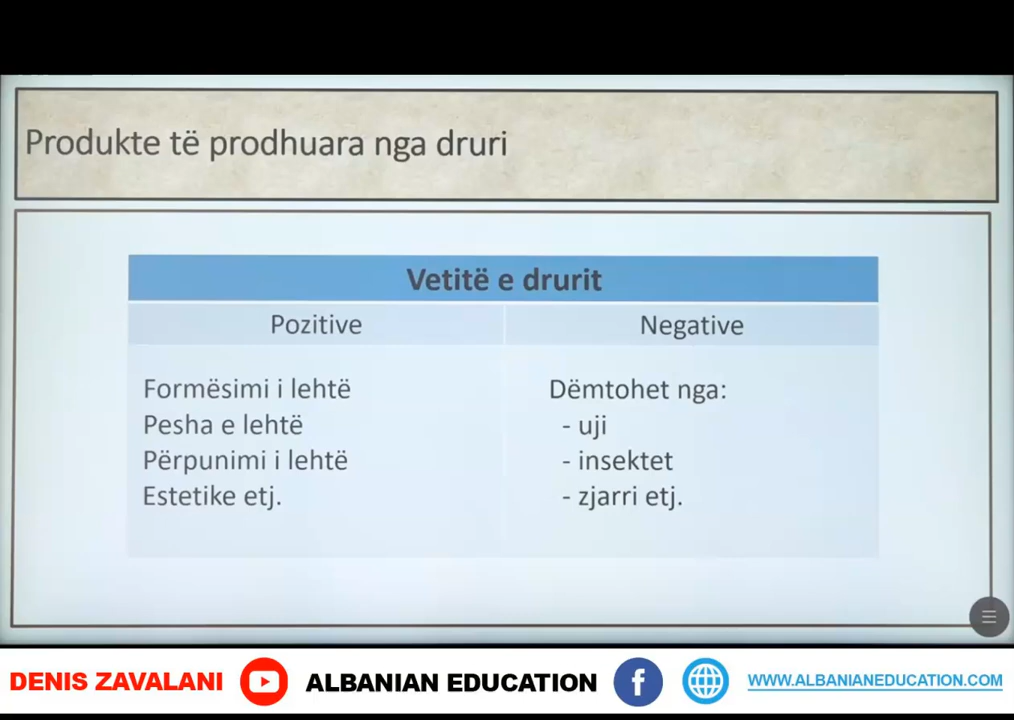 Produkte të prodhuara nga druri
Vetitë e drurit
Pozitive
Negative
Formësimi i lehtë
Pesha e lehtë
Përpunimi i lehtë
Estetike etj.
Dëmtohet nga:
- uji
- insektet
- zjarri etj.
DENIS ZAVALANI
ALBANIAN EDUCATION
f
WWW.ALBANIANEDUCATION.COM